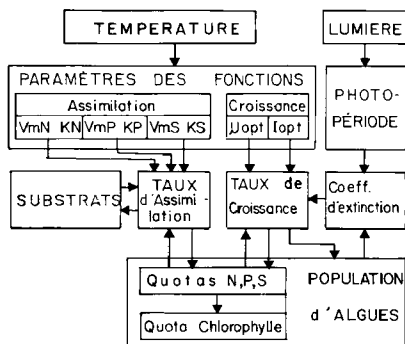 TEMPERATURE
LUMIERE
PARAMÈTRES DES FONCTIONS
Assimilation
VmN KN VmP KP VmS KS
Croissance
µopt Iopt
PHOTO-
PÉRIODE
SUBSTRATS
TAUX
d'Assimi-
lation
TAUX de
Croissance
Coeff.
d'extinction
Quotas N,P,S
Quota Chlorophylle
POPULATION
d'ALGUES